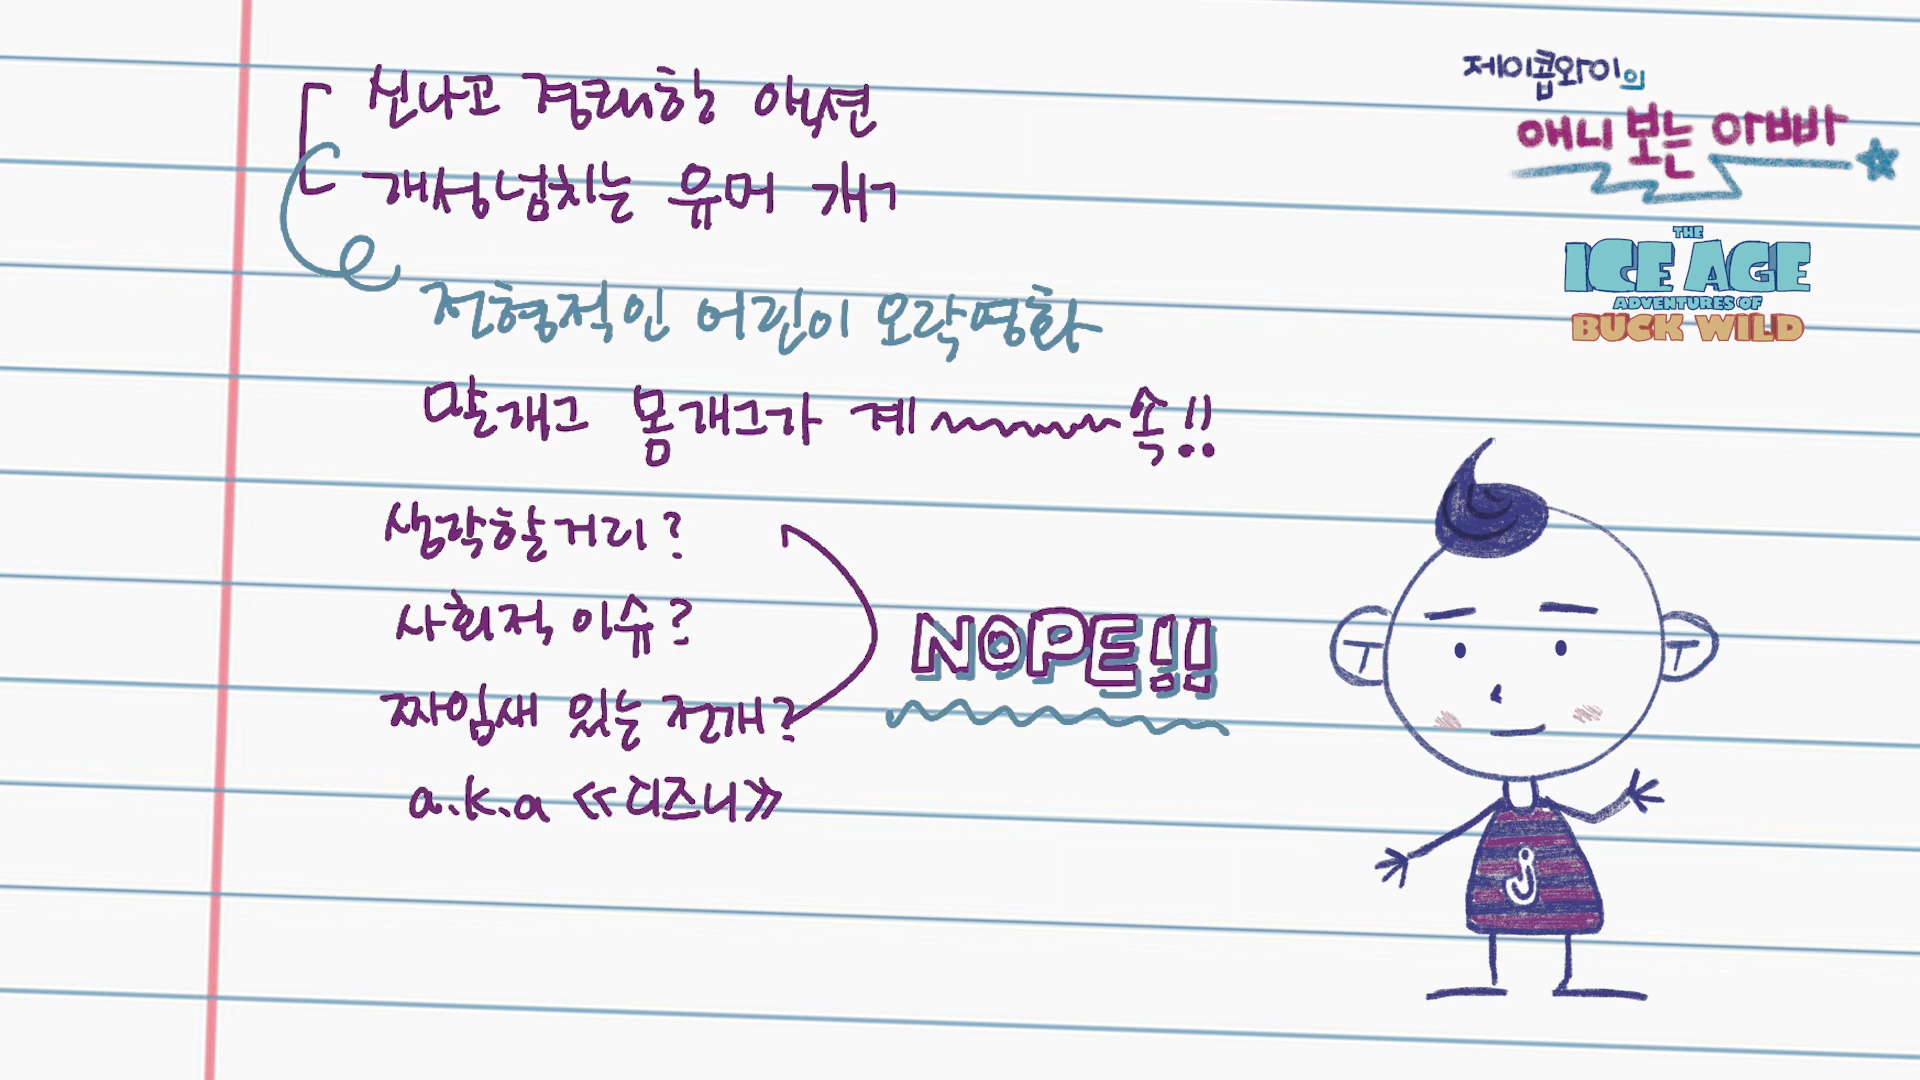 신나고 경쾌한 액션
개성넘치는 유머 개ㄱ
전형적인 어린이 오락영화
말개그 몸개그가 계~~~~속!!
생각할거리?
사회적 이슈?
짜임새 있는 전개?
a.k.a 《디즈니》
NOPE!!
제이콥와이의
애니 보는 아빠
THE
ICE AGE
ADVENTURES OF
BUCK WILD
J